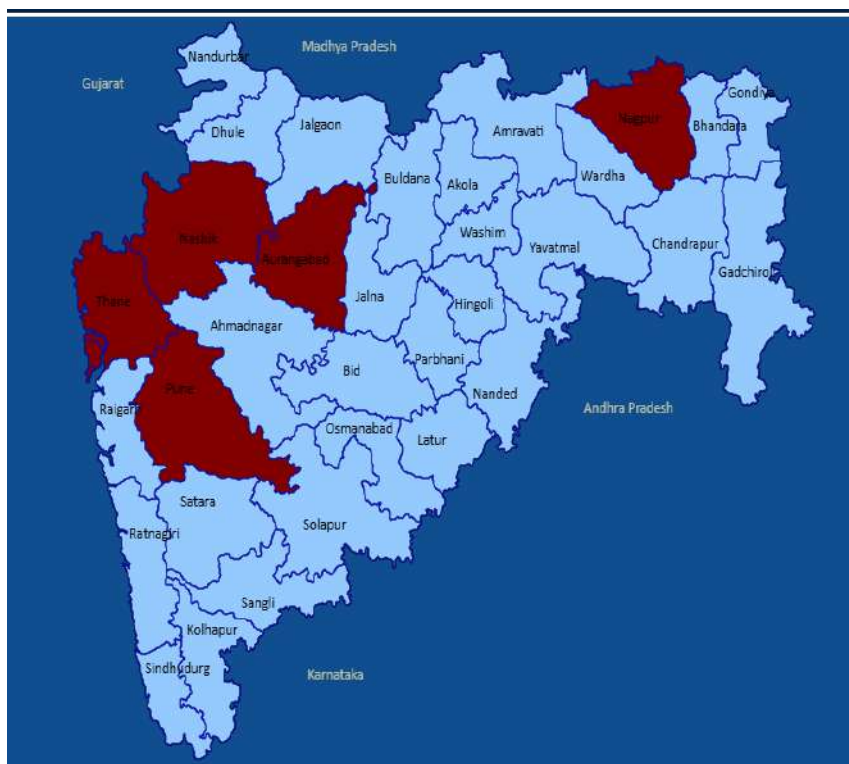 Madhya Pradesh
Nandurbar
Gujarat
Gondiya
Nagpur
Bhandara
Dhule
Jalgaon
Amravati
Buldana
Akola
Wardha
Washim
Yavatmal
Chandrapur
Nashik
Aurangabad
Gadchirol
Thane
Jalna
Hingoli
Ahmadnagar
Parbhani
Bid
Pune
Nanded
Raigarh
Andhra Pradesh
Osmanabad
Latur
Satara
Solapur
Ratnagiri
Sangli
Kolhapur
Sindhudurg
Karnataka